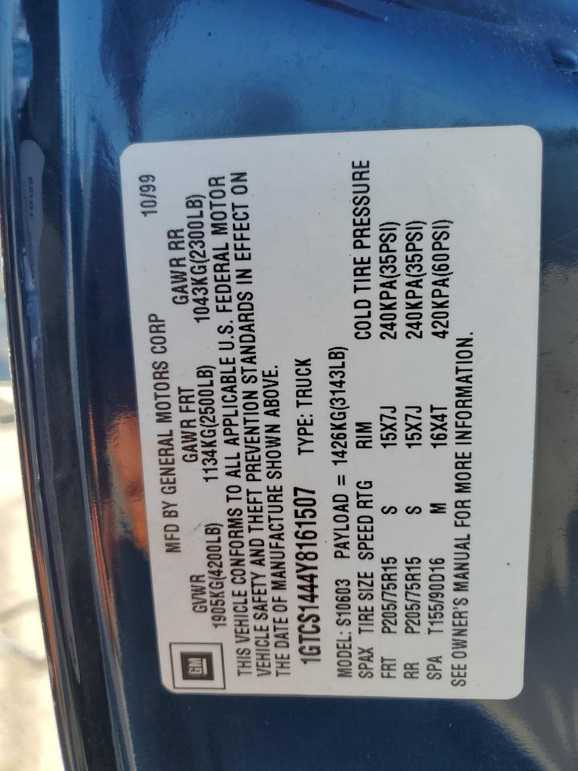 MFD BY GENERAL MOTORS CORP 10/99
GM
GVWR GAWR FRT GAWR RR
1905KG(4200LB) 1134KG(2500LB) 1043KG(2300LB)
THIS VEHICLE CONFORMS TO ALL APPLICABLE U.S. FEDERAL MOTOR
VEHICLE SAFETY AND THEFT PREVENTION STANDARDS IN EFFECT ON
THE DATE OF MANUFACTURE SHOWN ABOVE.
1GTCS1444Y8161507 TYPE: TRUCK
MODEL: S10603 PAYLOAD = 1426KG(3143LB)
SPAX TIRE SIZE SPEED RTG RIM COLD TIRE PRESSURE
FRT P205/75R15 S 15X7J 240KPA(35PSI)
RR P205/75R15 S 15X7J 240KPA(35PSI)
SPA T155/90D16 M 16X4T 420KPA(60PSI)
SEE OWNER'S MANUAL FOR MORE INFORMATION.